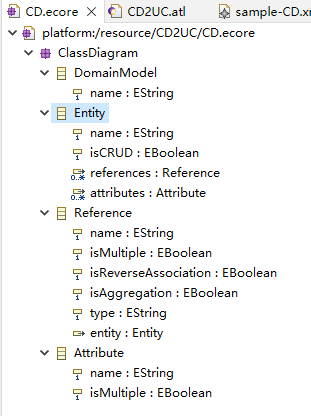 CD.ecore CD2UC.atl sample-CD.x
platform:/resource/CD2UC/CD.ecore
ClassDiagram
DomainModel
name : EString
Entity
name : EString
isCRUD : EBoolean
0..* references : Reference
0..* attributes : Attribute
Reference
name : EString
isMultiple : EBoolean
isReverseAssociation : EBoolean
isAggregation : EBoolean
type : EString
entity : Entity
Attribute
name : EString
isMultiple : EBoolean